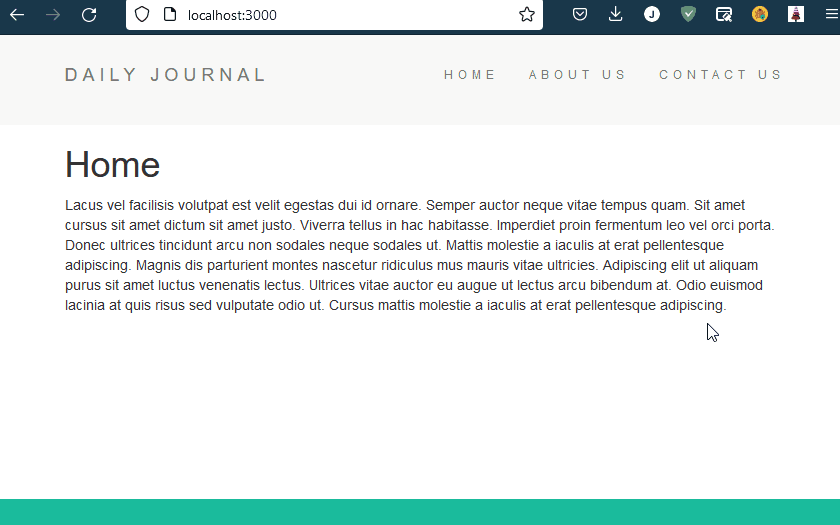 localhost:3000
J
DAILY JOURNAL
HOME ABOUT US CONTACT US
Home
Lacus vel facilisis volutpat est velit egestas dui id ornare. Semper auctor neque vitae tempus quam. Sit amet
cursus sit amet dictum sit amet justo. Viverra tellus in hac habitasse. Imperdiet proin fermentum leo vel orci porta.
Donec ultrices tincidunt arcu non sodales neque sodales ut. Mattis molestie a iaculis at erat pellentesque
adipiscing. Magnis dis parturient montes nascetur ridiculus mus mauris vitae ultricies. Adipiscing elit ut aliquam
purus sit amet luctus venenatis lectus. Ultrices vitae auctor eu augue ut lectus arcu bibendum at. Odio euismod
lacinia at quis risus sed vulputate odio ut. Cursus mattis molestie a iaculis at erat pellentesque adipiscing.